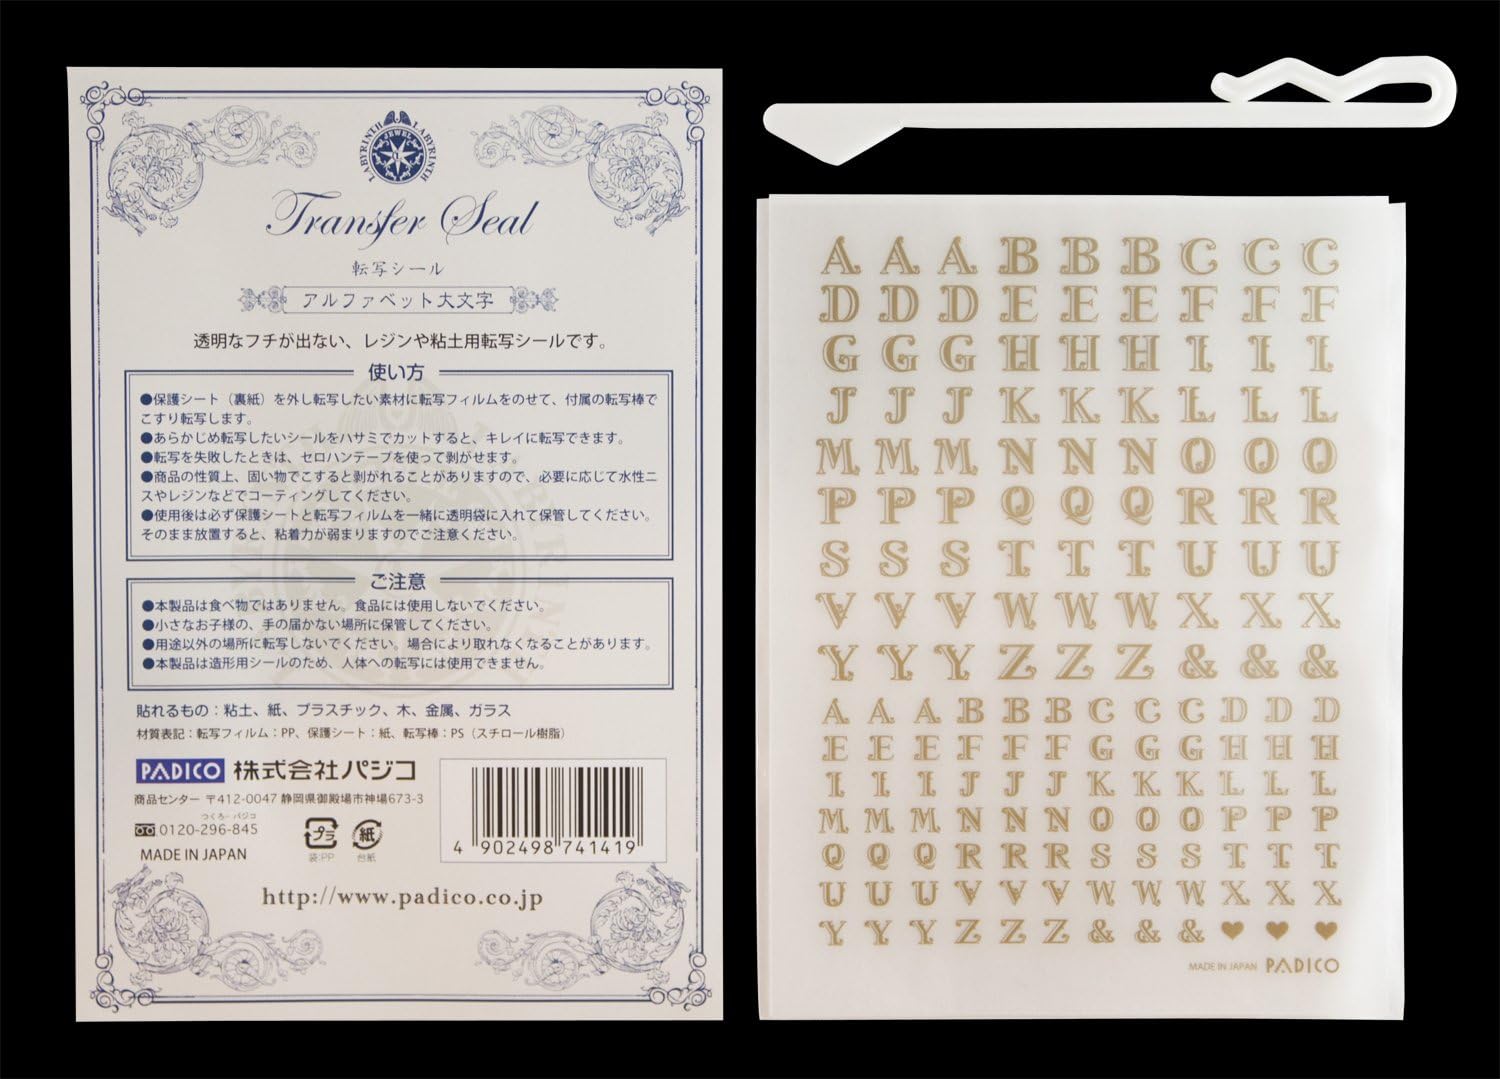 LABYRINTH LABYRINTH
JEWEL
Transfer Seal
転写シール
アルファベット大文字
透明なフチが出ない、レジンや粘土用転写シールです。
使い方
●保護シート（裏紙）を外し転写したい素材に転写フィルムをのせて、付属の転写棒で
こすり転写します。
●あらかじめ転写したいシールをハサミでカットすると、キレイに転写できます。
●転写を失敗したときは、セロハンテープを使って剥がせます。
●商品の性質上、固い物でこすると剥がれることがありますので、必要に応じて水性ニ
スやレジンなどでコーティングしてください。
●使用後は必ず保護シートと転写フィルムを一緒に透明袋に入れて保管してください。
そのまま放置すると、粘着力が弱まりますのでご注意ください。
ご注意
●本製品は食べ物ではありません。食品には使用しないでください。
●小さなお子様の、手の届かない場所に保管してください。
●用途以外の場所に転写しないでください。場合により取れなくなることがあります。
●本製品は造形用シールのため、人体への転写には使用できません。
貼れるもの：粘土、紙、プラスチック、木、金属、ガラス
材質表記：転写フィルム：PP、保護シート：紙、転写棒：PS（スチロール樹脂）
PADICO 株式会社パジコ
商品センター 〒412-0047 静岡県御殿場市神場673-3
つくろー パジコ
0120-296-845
プラ 紙
袋:PP 台紙
MADE IN JAPAN
4 902498 741419
http://www.padico.co.jp
A A A B B B C C C
D D D E E E F F F
G G G H H H I I I
J J J K K K L L L
M M M N N N O O O
P P P Q Q Q R R R
S S S T T T U U U
V V W W W X X X
Y Y Y Z Z Z & & &
A A A B B B C C C D D D
E E E F F F G G G H H H
I I I J J J K K K L L L
M M M N N N O O O P P P
Q Q Q R R R S S S T T T
U U U V V V W W W X X X
Y Y Y Z Z Z & & & ♥ ♥ ♥
MADE IN JAPAN PADICO